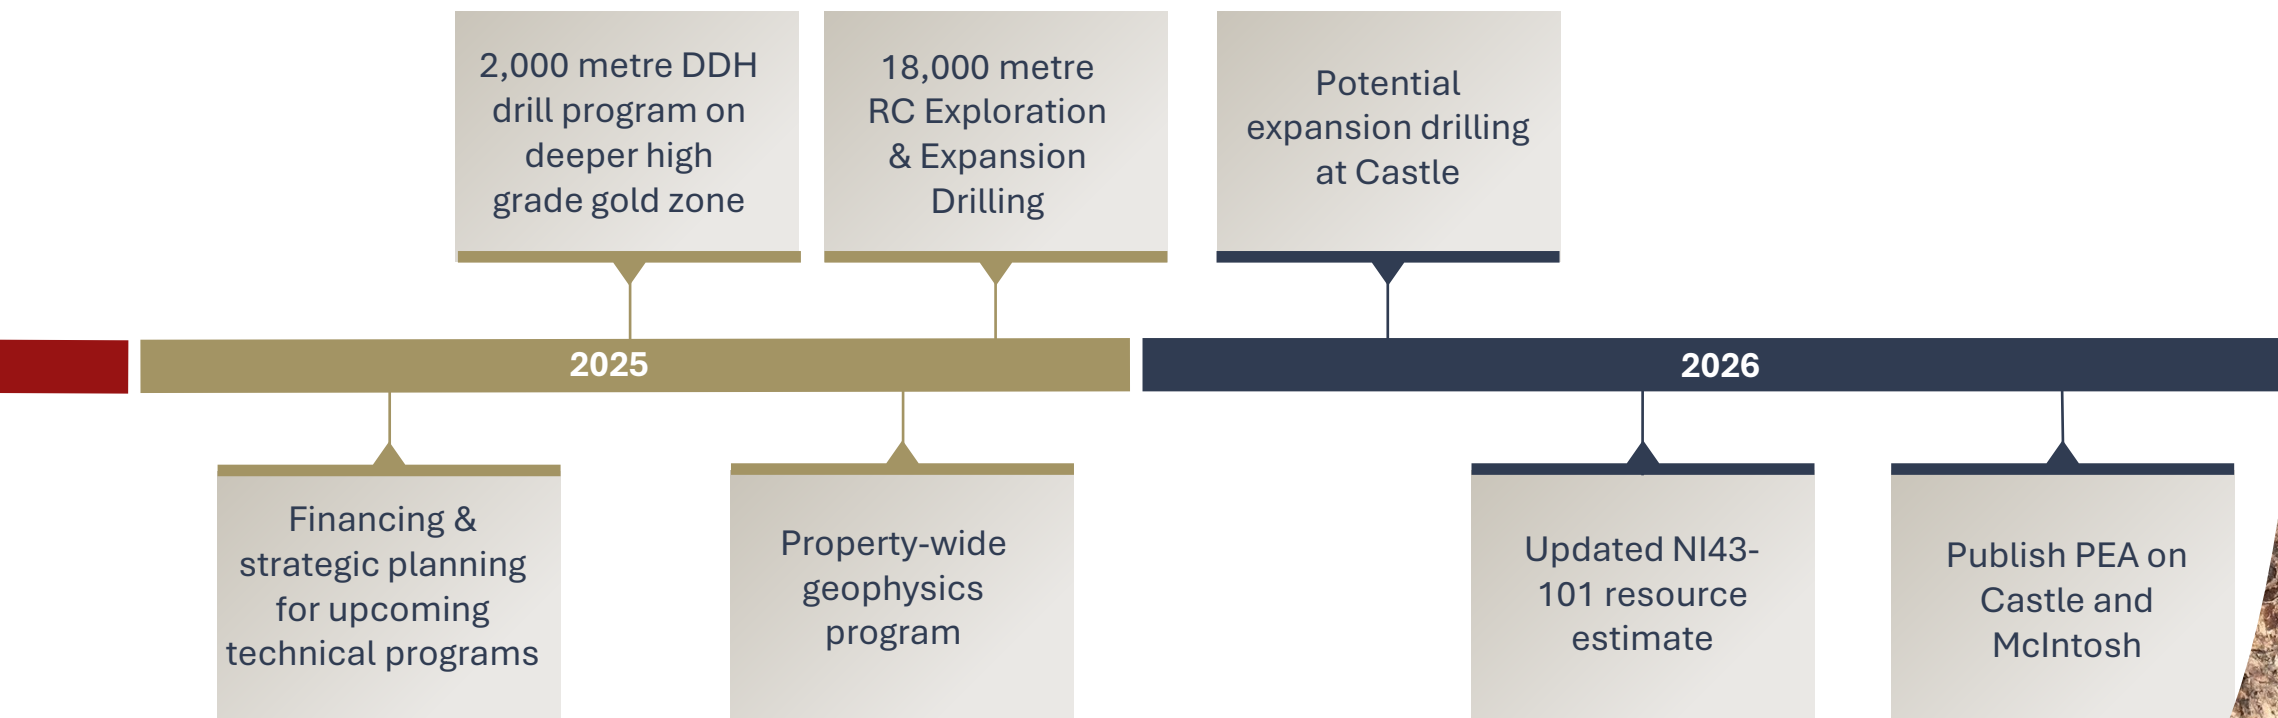 2,000 metre DDH
drill program on
deeper high
grade gold zone
18,000 metre
RC Exploration
& Expansion
Drilling
Potential
expansion drilling
at Castle
2025
2026
Financing &
strategic planning
for upcoming
technical programs
Property-wide
geophysics
program
Updated NI43-
101 resource
estimate
Publish PEA on
Castle and
McIntosh